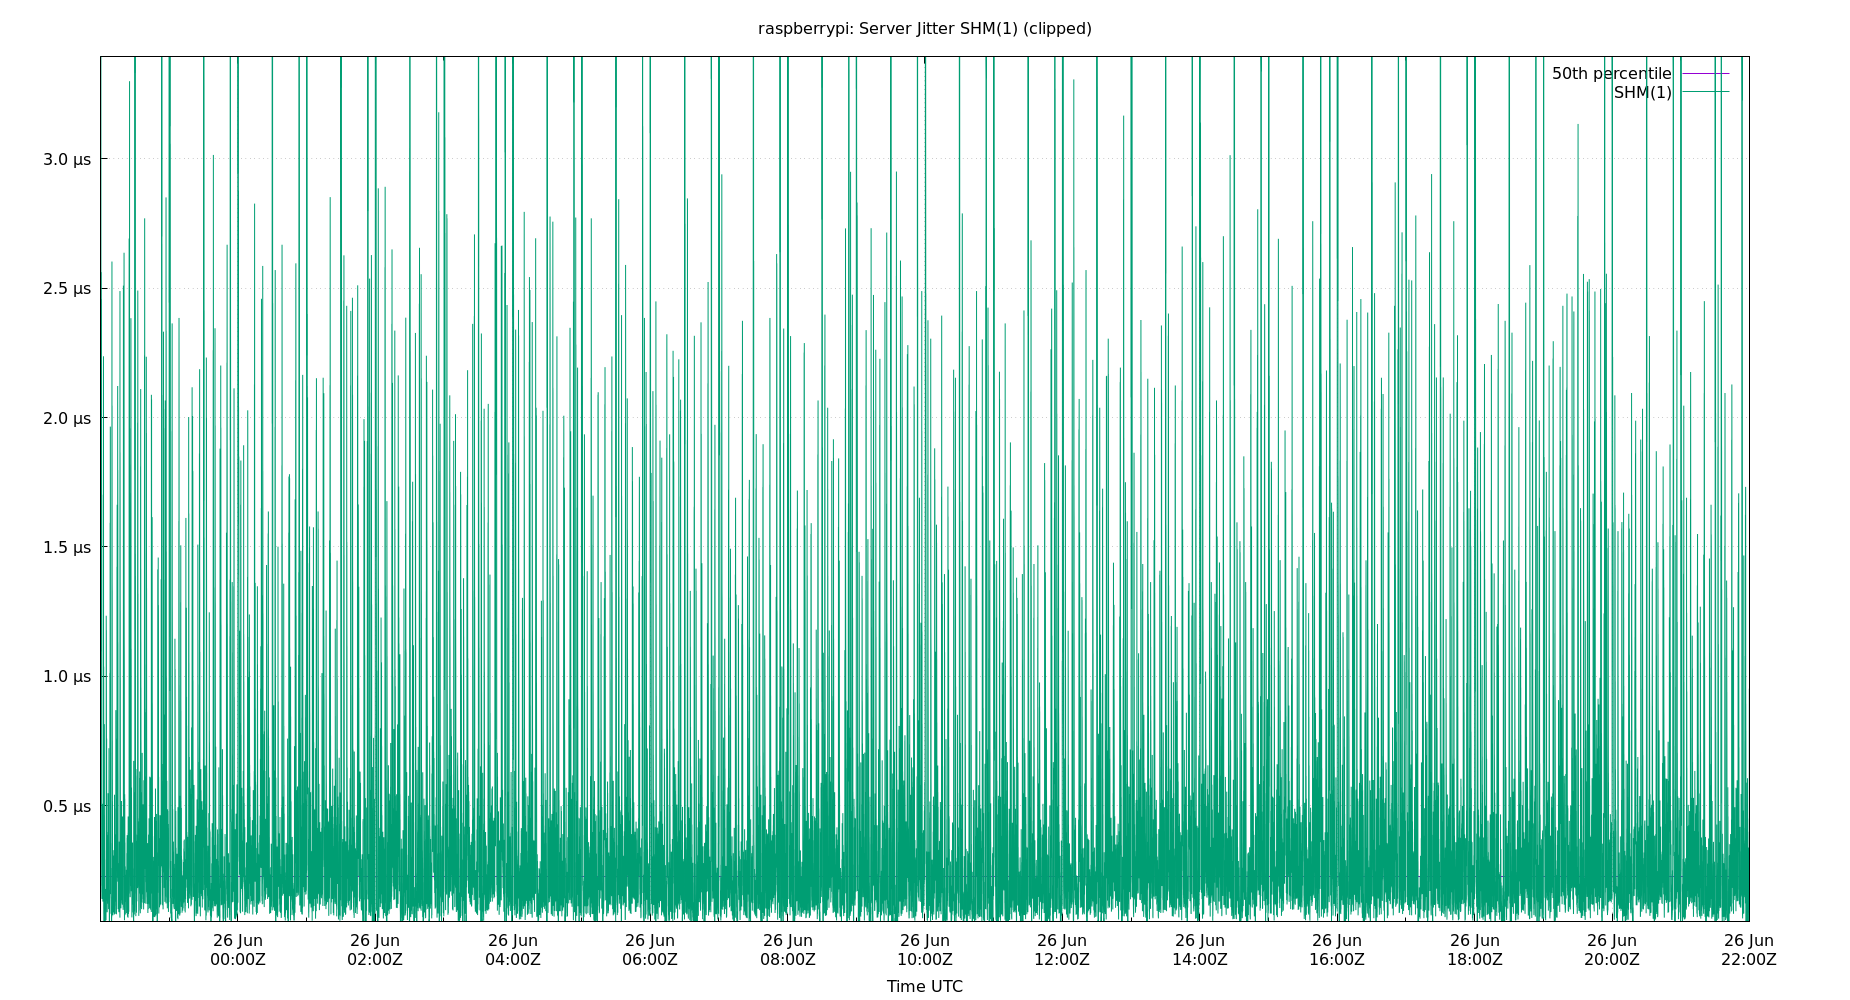 raspberrypi: Server Jitter SHM(1) (clipped)
50th percentile
SHM(1)
3.0 µs
2.5 µs
2.0 µs
1.5 µs
1.0 µs
0.5 µs
26 Jun 26 Jun 26 Jun 26 Jun 26 Jun 26 Jun 26 Jun 26 Jun 26 Jun 26 Jun 26 Jun 26 Jun
00:00Z 02:00Z 04:00Z 06:00Z 08:00Z 10:00Z 12:00Z 14:00Z 16:00Z 18:00Z 20:00Z 22:00Z
Time UTC